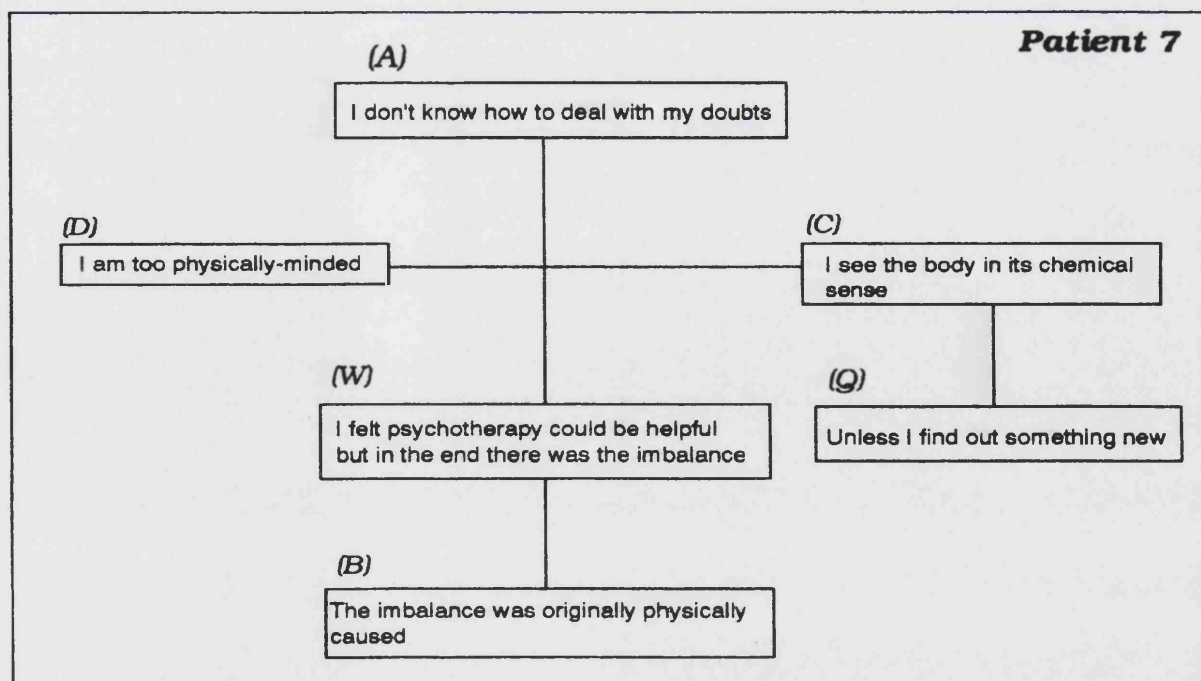 Patient 7
(A)
I don't know how to deal with my doubts
(D)
I am too physically-minded
(C)
I see the body in its chemical
sense
(W)
I felt psychotherapy could be helpful
but in the end there was the imbalance
(Q)
Unless I find out something new
(B)
The imbalance was originally physically
caused